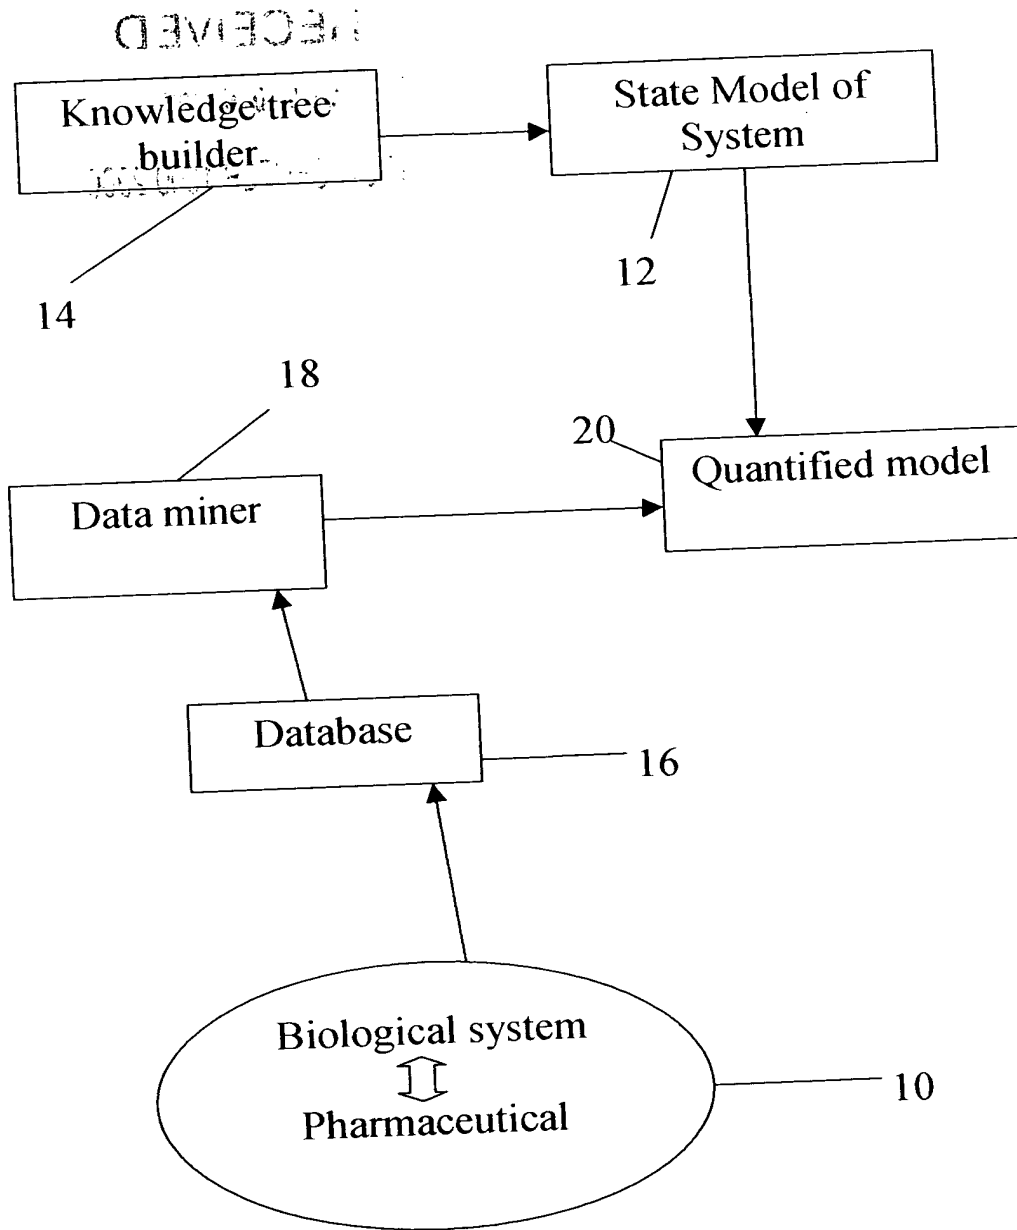 RECEIVED
Knowledge tree
builder
State Model of
System
12
14
18
20
Quantified model
Data miner
Database
16
Biological system
Pharmaceutical
10